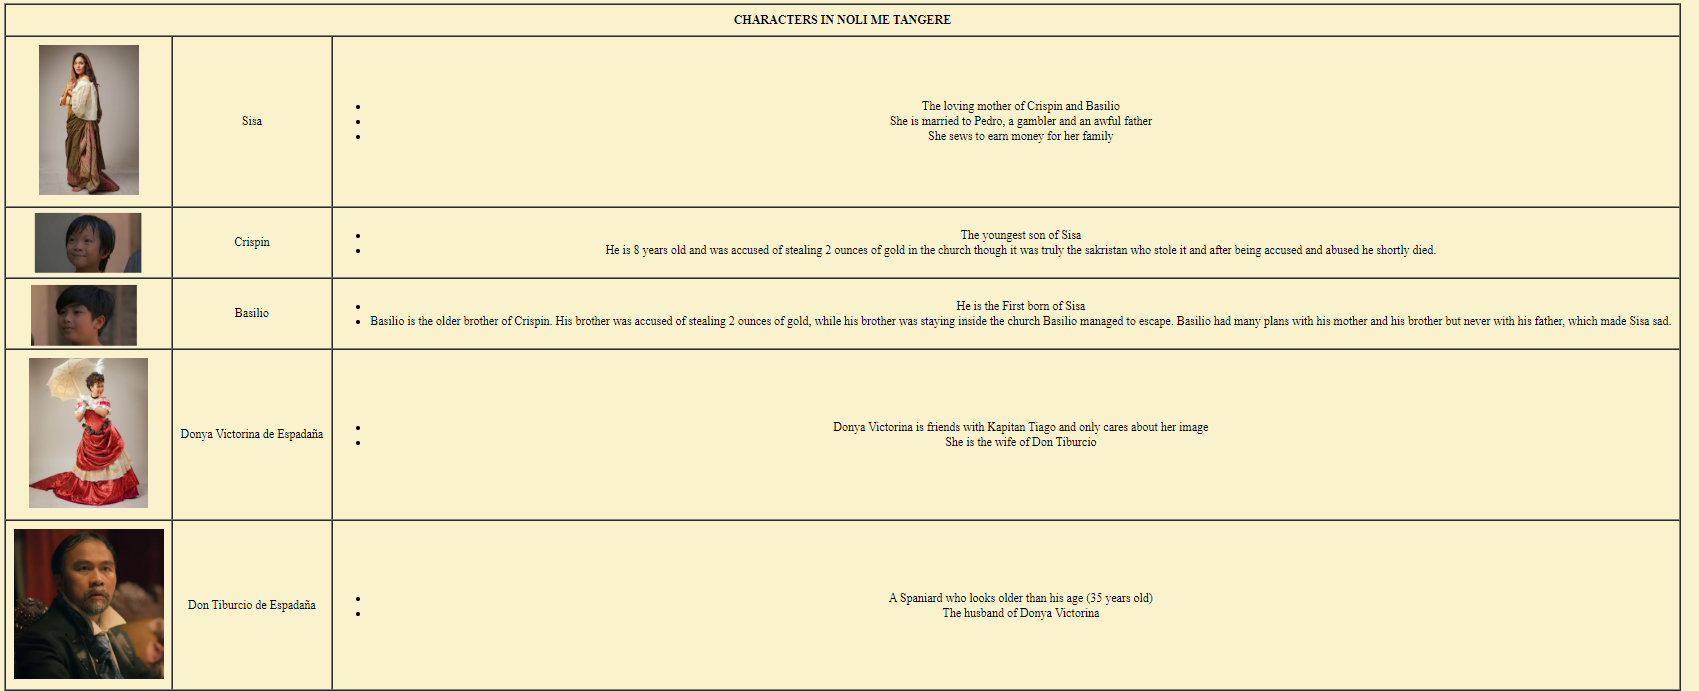 CHARACTERS IN NOLI ME TANGERE
Sisa
The loving mother of Crispin and Basilio
She is married to Pedro, a gambler and an awful father
She sews to earn money for her family
Crispin
The youngest son of Sisa
He is 8 years old and was accused of stealing 2 ounces of gold in the church though it was truly the sakristan who stole it and after being accused and abused he shortly died.
Basilio
He is the First born of Sisa
Basilio is the older brother of Crispin. His brother was accused of stealing 2 ounces of gold, while his brother was staying inside the church Basilio managed to escape. Basilio had many plans with his mother and his brother but never with his father, which made Sisa sad.
Donya Victorina de Espadaña
Donya Victorina is friends with Kapitan Tiago and only cares about her image
She is the wife of Don Tiburcio
Don Tiburcio de Espadaña
A Spaniard who looks older than his age (35 years old)
The husband of Donya Victorina